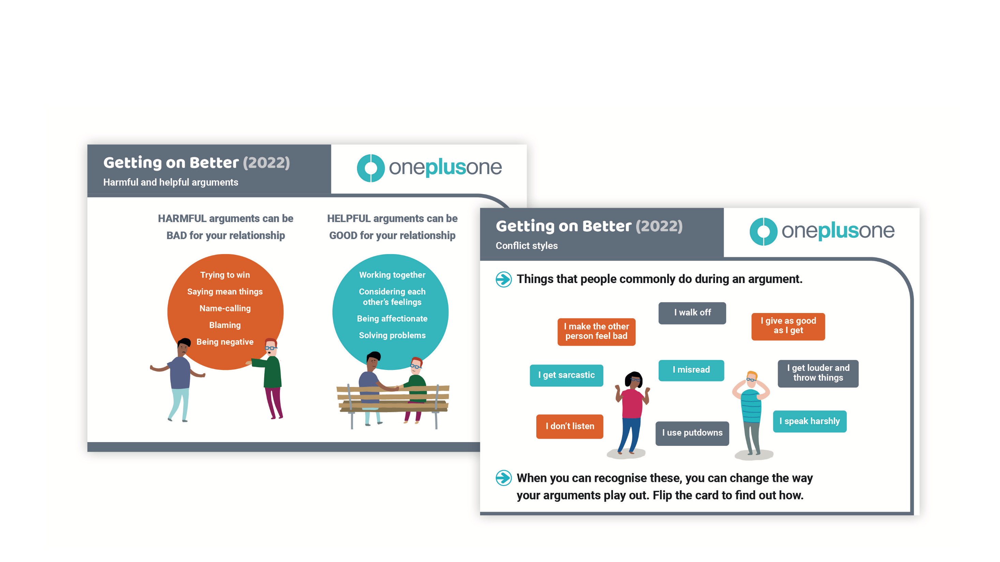 Getting on Better (2022)
Harmful and helpful arguments
oneplusone
HARMFUL arguments can be
BAD for your relationship
Trying to win
Saying mean things
Name-calling
Blaming
Being negative
HELPFUL arguments can be
GOOD for your relationship
Working together
Considering each
other’s feelings
Being affectionate
Solving problems
Getting on Better (2022)
Conflict styles
oneplusone
Things that people commonly do during an argument.
I walk off
I make the other
person feel bad
I give as good
as I get
I get sarcastic
I misread
I get louder and
throw things
I don’t listen
I use putdowns
I speak harshly
When you can recognise these, you can change the way
your arguments play out. Flip the card to find out how.